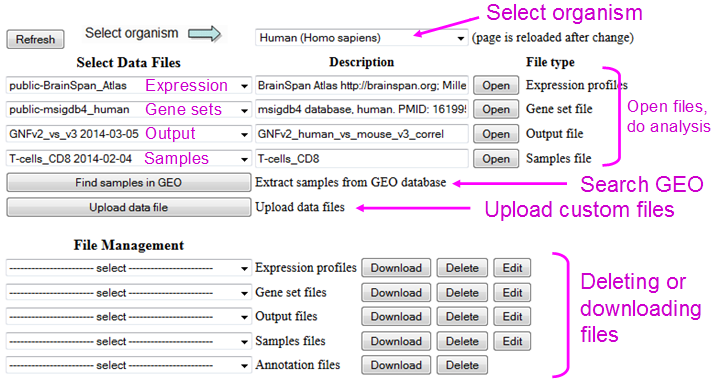 Select organism
Refresh
Select organism
Human (Homo sapiens)
(page is reloaded after change)
Select Data Files
Description
File type
public-BrainSpan_Atlas
Expression
BrainSpan Atlas http://brainspan.org; Mille
Open
Expression profiles
public-msigdb4_human
Gene sets
msigdb4 database, human. PMID: 161995
Open
Gene set file
GNFv2_vs_v3 2014-03-05
Output
GNFv2_human_vs_mouse_v3_correl
Open
Output file
T-cells_CD8 2014-02-04
Samples
T-cells_CD8
Open
Samples file
Open files,
do analysis
Find samples in GEO
Extract samples from GEO database
Search GEO
Upload data file
Upload data files
Upload custom files
File Management
----------------------- select -----------------------
Expression profiles
Download
Delete
Edit
----------------------- select -----------------------
Gene set files
Download
Delete
Edit
----------------------- select -----------------------
Output files
Download
Delete
Edit
----------------------- select -----------------------
Samples files
Download
Delete
Edit
----------------------- select -----------------------
Annotation files
Download
Delete
Deleting or
downloading
files